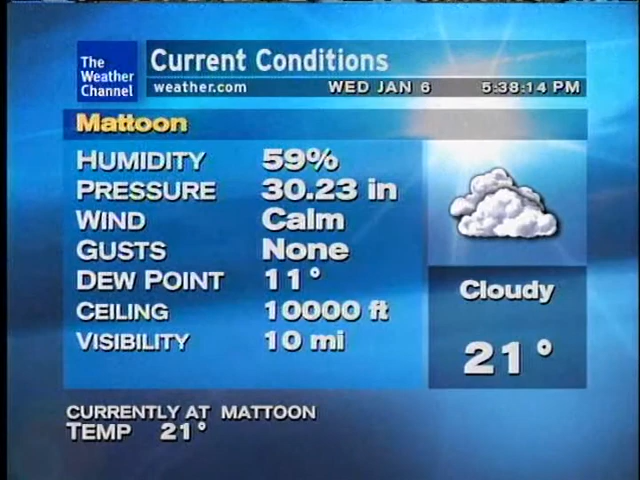 The Weather Channel
Current Conditions
weather.com WED JAN 6 5:38:14 PM
Mattoon
HUMIDITY 59%
PRESSURE 30.23 in
WIND Calm
GUSTS None
DEW POINT 11°
CEILING 10000 ft
VISIBILITY 10 mi
Cloudy
21°
CURRENTLY AT MATTOON
TEMP 21°